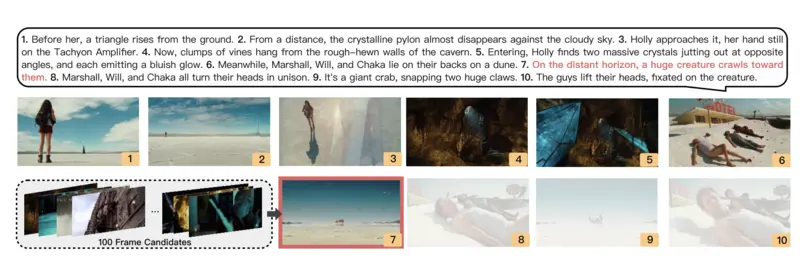 1. Before her, a triangle rises from the ground. 2. From a distance, the crystalline pylon almost disappears against the cloudy sky. 3. Holly approaches it, her hand still
on the Tachyon Amplifier. 4. Now, clumps of vines hang from the rough-hewn walls of the cavern. 5. Entering, Holly finds two massive crystals jutting out at opposite
angles, and each emitting a bluish glow. 6. Meanwhile, Marshall, Will, and Chaka lie on their backs on a dune. 7. On the distant horizon, a huge creature crawls toward
them. 8. Marshall, Will, and Chaka all turn their heads in unison. 9. It's a giant crab, snapping two huge claws. 10. The guys lift their heads, fixated on the creature.
1
2
3
4
5
MOTEL
6
...
100 Frame Candidates
7
8
9
10